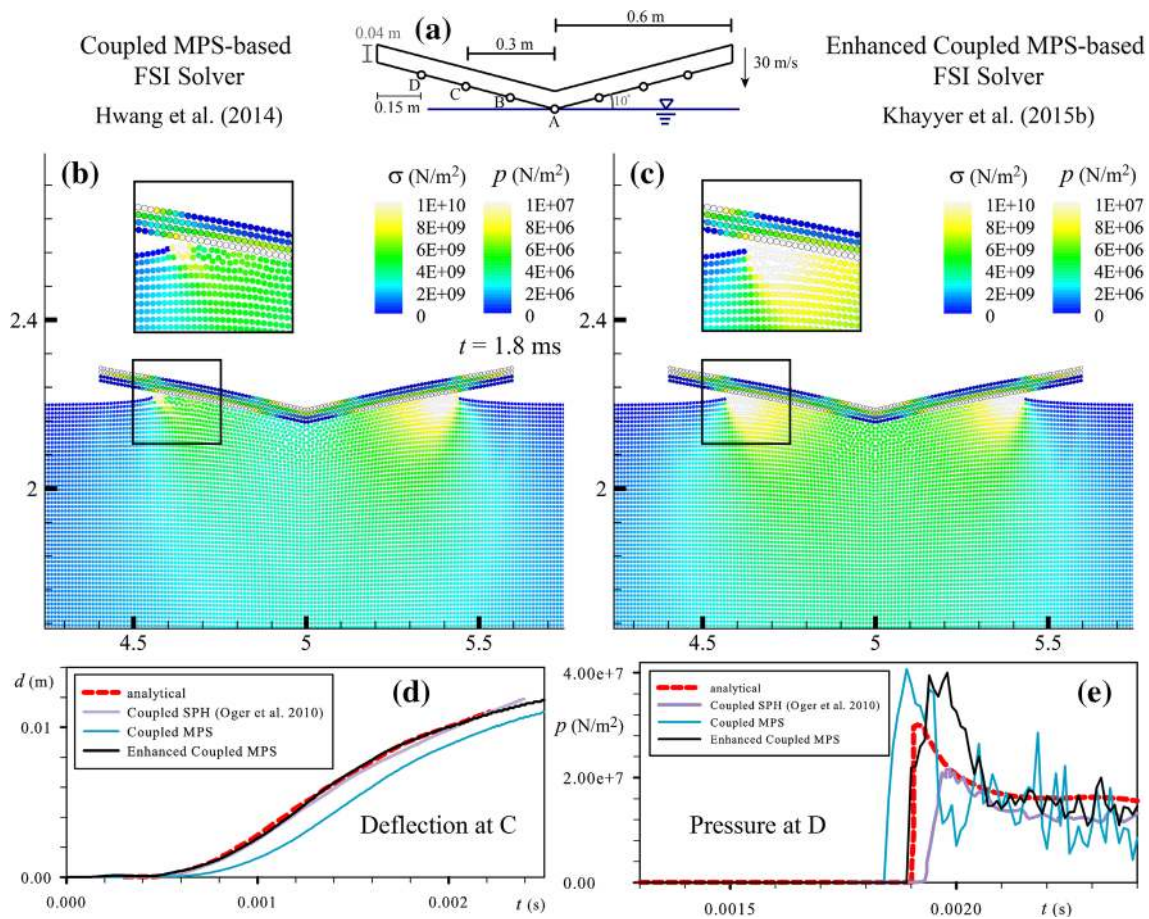 Coupled MPS-based
FSI Solver
Hwang et al. (2014)
(a)
0.04 m
0.3 m
0.6 m
30 m/s
D
C
B
A
0.15 m
10°
Enhanced Coupled MPS-based
FSI Solver
Khayyer et al. (2015b)
(b)
σ (N/m²) p (N/m²)
1E+10 1E+07
8E+09 8E+06
6E+09 6E+06
4E+09 4E+06
2E+09 2E+06
0 0
t = 1.8 ms
2.4
2
4.5 5 5.5
(c)
σ (N/m²) p (N/m²)
1E+10 1E+07
8E+09 8E+06
6E+09 6E+06
4E+09 4E+06
2E+09 2E+06
0 0
4.5 5 5.5
d (m)
(d)
analytical
Coupled SPH (Oger et al. 2010)
Coupled MPS
Enhanced Coupled MPS
0.01
0.00
Deflection at C
0.000 0.001 0.002 t (s)
4.00e+7
p
(N/m²)
(e)
analytical
Coupled SPH (Oger et al. 2010)
Coupled MPS
Enhanced Coupled MPS
2.00e+7
0.00
Pressure at D
0.0015 0.0020 t (s)